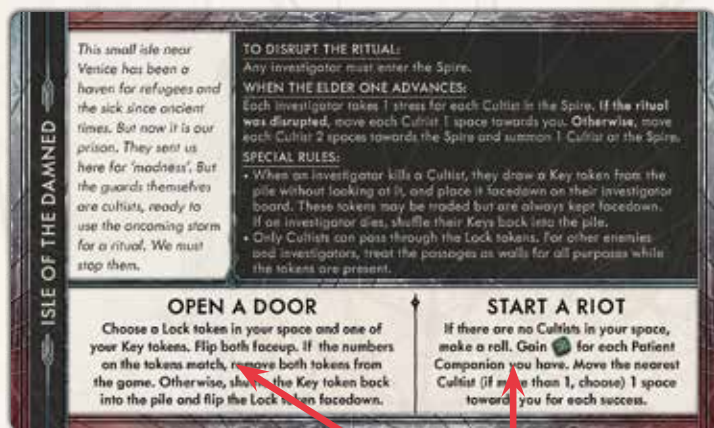 ISLE OF THE DAMNED
This small isle near
Venice has been a
haven for refugees and
the sick since ancient
times. But now it is our
prison. They sent us
here for 'madness'. But
the guards themselves
are cultists, ready to
use the oncoming storm
for a ritual. We must
stop them.
TO DISRUPT THE RITUAL:
Any investigator must enter the Spire.
WHEN THE ELDER ONE ADVANCES:
Each investigator takes 1 stress for each Cultist in the Spire. If the ritual
was disrupted, move each Cultist 1 space towards you. Otherwise, move
each Cultist 2 spaces towards the Spire and summon 1 Cultist at the Spire.
SPECIAL RULES:
• When an investigator kills a Cultist, they draw a Key token from the
pile without looking at it, and place it facedown on their investigator
board. These tokens may be traded but are always kept facedown.
If an investigator dies, shuffle their Keys back into the pile.
• Only Cultists can pass through the Lock tokens. For other enemies
and investigators, treat the passages as walls for all purposes while
the tokens are present.
OPEN A DOOR
Choose a Lock token in your space and one of
your Key tokens. Flip both faceup. If the numbers
on the tokens match, remove both tokens from
the game. Otherwise, shuffle the Key token back
into the pile and flip the Lock token facedown.
START A RIOT
If there are no Cultists in your space,
make a roll. Gain for each Patient
Companion you have. Move the nearest
Cultist (if more than 1, choose) 1 space
towards you for each success.